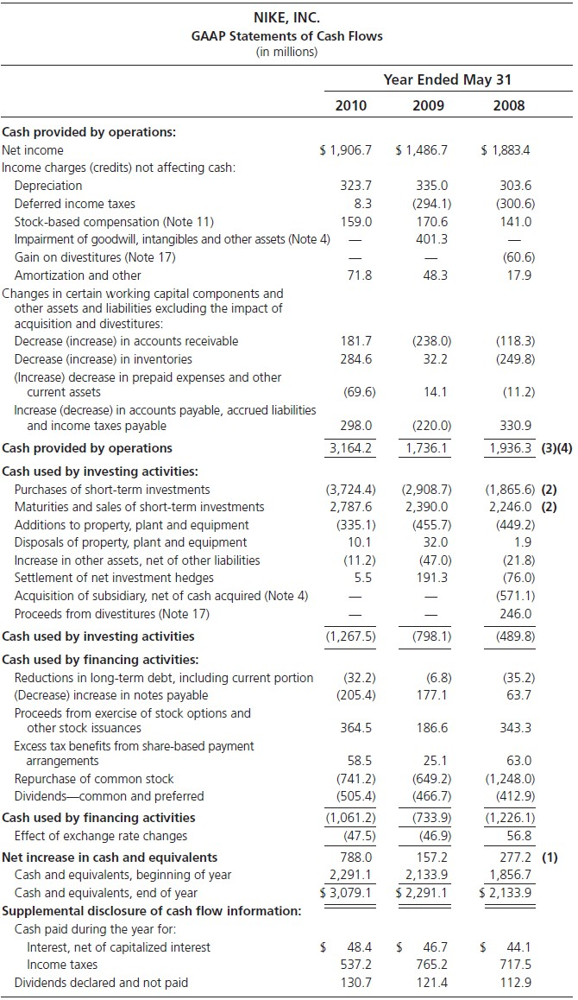 NIKE, INC.
GAAP Statements of Cash Flows
(in millions)
Year Ended May 31
2010 2009 2008
Cash provided by operations:
Net income $ 1,906.7 $ 1,486.7 $ 1,883.4
Income charges (credits) not affecting cash:
Depreciation 323.7 335.0 303.6
Deferred income taxes 8.3 (294.1) (300.6)
Stock-based compensation (Note 11) 159.0 170.6 141.0
Impairment of goodwill, intangibles and other assets (Note 4) — 401.3 —
Gain on divestitures (Note 17) — — (60.6)
Amortization and other 71.8 48.3 17.9
Changes in certain working capital components and
other assets and liabilities excluding the impact of
acquisition and divestitures:
Decrease (increase) in accounts receivable 181.7 (238.0) (118.3)
Decrease (increase) in inventories 284.6 32.2 (249.8)
(Increase) decrease in prepaid expenses and other
current assets (69.6) 14.1 (11.2)
Increase (decrease) in accounts payable, accrued liabilities
and income taxes payable 298.0 (220.0) 330.9
Cash provided by operations 3,164.2 1,736.1 1,936.3 (3)(4)
Cash used by investing activities:
Purchases of short-term investments (3,724.4) (2,908.7) (1,865.6) (2)
Maturities and sales of short-term investments 2,787.6 2,390.0 2,246.0 (2)
Additions to property, plant and equipment (335.1) (455.7) (449.2)
Disposals of property, plant and equipment 10.1 32.0 1.9
Increase in other assets, net of other liabilities (11.2) (47.0) (21.8)
Settlement of net investment hedges 5.5 191.3 (76.0)
Acquisition of subsidiary, net of cash acquired (Note 4) — — (571.1)
Proceeds from divestitures (Note 17) — — 246.0
Cash used by investing activities (1,267.5) (798.1) (489.8)
Cash used by financing activities:
Reductions in long-term debt, including current portion (32.2) (6.8) (35.2)
(Decrease) increase in notes payable (205.4) 177.1 63.7
Proceeds from exercise of stock options and
other stock issuances 364.5 186.6 343.3
Excess tax benefits from share-based payment
arrangements 58.5 25.1 63.0
Repurchase of common stock (741.2) (649.2) (1,248.0)
Dividends—common and preferred (505.4) (466.7) (412.9)
Cash used by financing activities (1,061.2) (733.9) (1,226.1)
Effect of exchange rate changes (47.5) (46.9) 56.8
Net increase in cash and equivalents 788.0 157.2 277.2 (1)
Cash and equivalents, beginning of year 2,291.1 2,133.9 1,856.7
Cash and equivalents, end of year $ 3,079.1 $ 2,291.1 $ 2,133.9
Supplemental disclosure of cash flow information:
Cash paid during the year for:
Interest, net of capitalized interest $ 48.4 $ 46.7 $ 44.1
Income taxes 537.2 765.2 717.5
Dividends declared and not paid 130.7 121.4 112.9